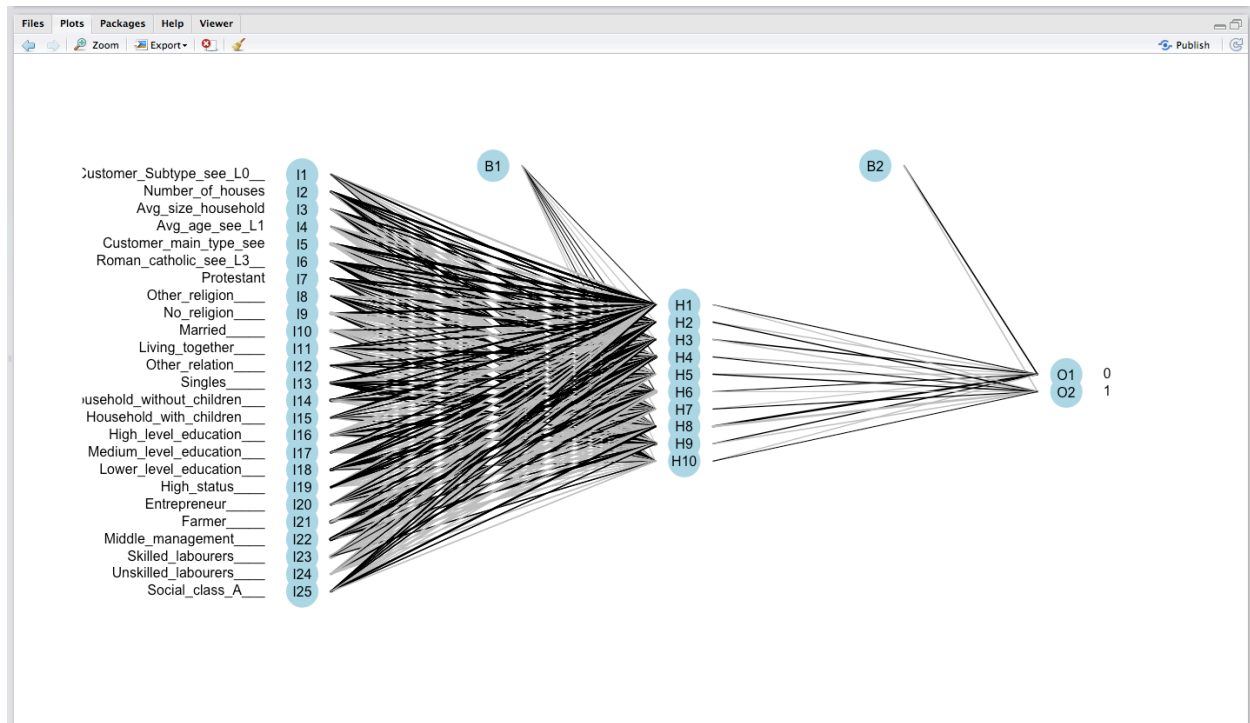 Files Plots Packages Help Viewer
Zoom Export Publish
Customer_Subtype_see_L0__ I1 B1 B2
Number_of_houses I2
Avg_size_household I3
Avg_age_see_L1 I4
Customer_main_type_see I5
Roman_catholic_see_L3__ I6
Protestant I7
Other_religion____ I8
No_religion____ I9
Married_____ I10
Living_together____ I11
Other_relation____ I12
Singles_____ I13
ousehold_without_children___ I14
Household_with_children____ I15
High_level_education___ I16
Medium_level_education___ I17
Lower_level_education___ I18
High_status____ I19
Entrepreneur____ I20
Farmer_____ I21
Middle_management____ I22
Skilled_labourers____ I23
Unskilled_labourers____ I24
Social_class_A___ I25
H1
H2
H3
H4
H5
H6
H7
H8
H9
H10
O1 0
O2 1